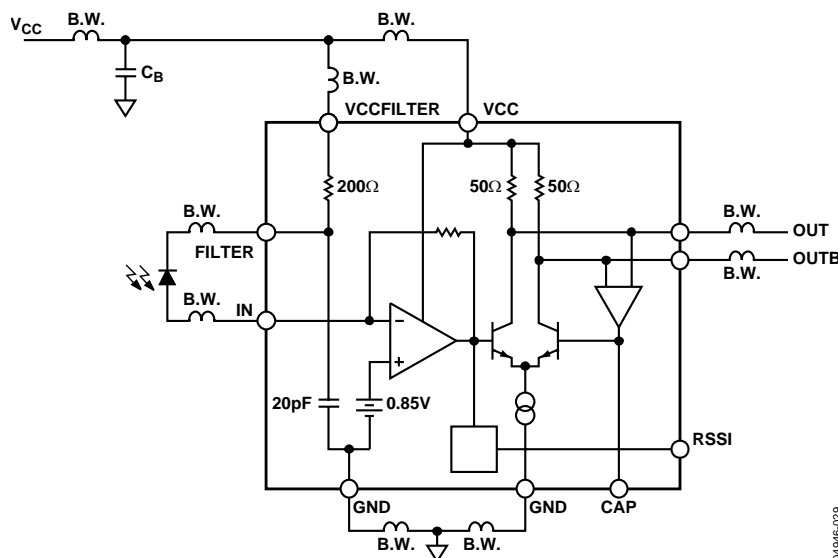 B.W.
B.W.
VCC
CB
B.W.
VCCFILTER
VCC
200Ω
50Ω
50Ω
B.W.
B.W.
OUT
FILTER
OUTB
B.W.
B.W.
IN
−
+
20pF
0.85V
RSSI
GND
GND
CAP
B.W.
B.W.